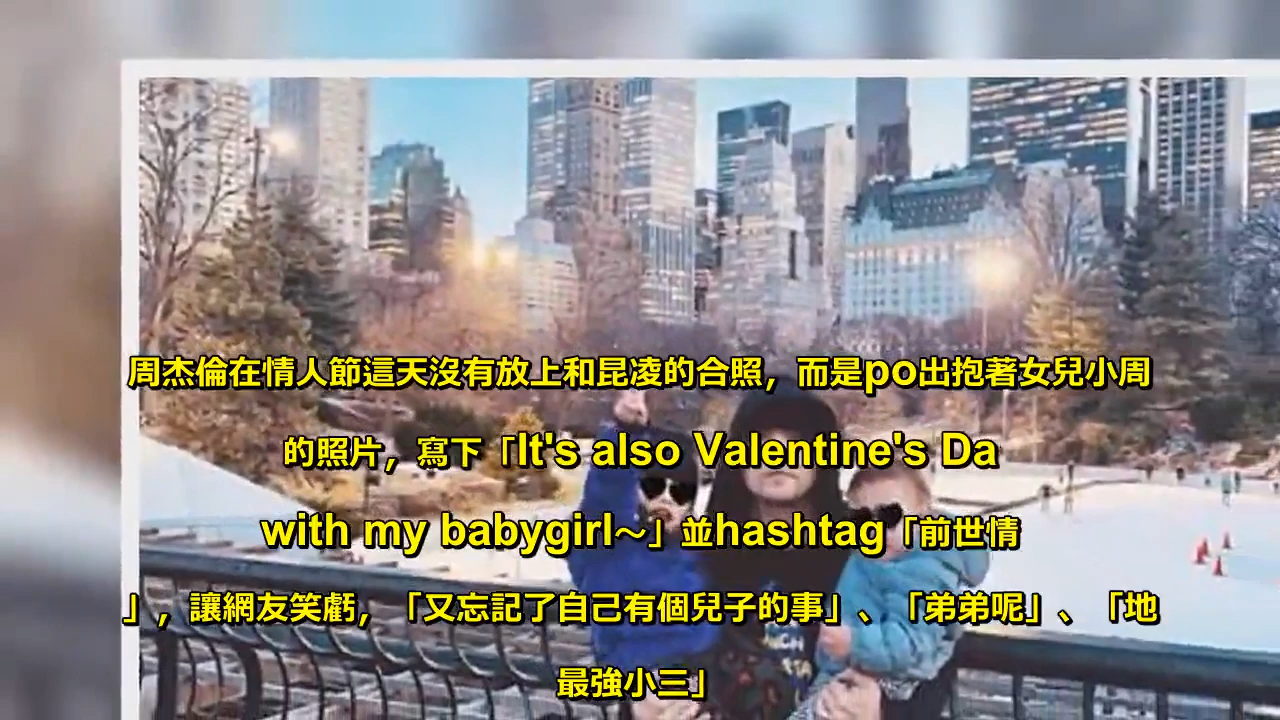 周杰倫在情人節這天沒有放上和昆凌的合照，而是po出抱著女兒小周
的照片，寫下「It's also Valentine's Da
with my babygirl～」並hashtag「前世情
」，讓網友笑虧，「又忘記了自己有個兒子的事」、「弟弟呢」、「地
最強小三」